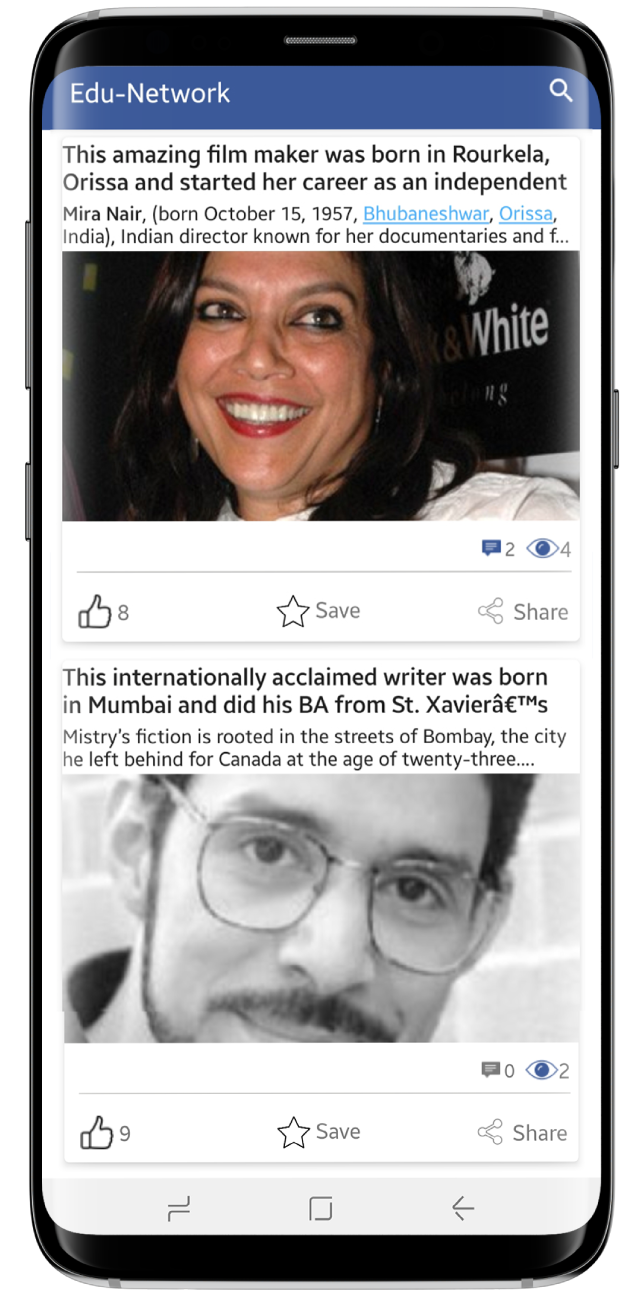 Edu-Network
This amazing film maker was born in Rourkela,
Orissa and started her career as an independent
Mira Nair, (born October 15, 1957, Bhubaneshwar, Orissa,
India), Indian director known for her documentaries and f...
&White
2 4
8 Save Share
This internationally acclaimed writer was born
in Mumbai and did his BA from St. Xavierâ€™s
Mistry's fiction is rooted in the streets of Bombay, the city
he left behind for Canada at the age of twenty-three....
0 2
9 Save Share